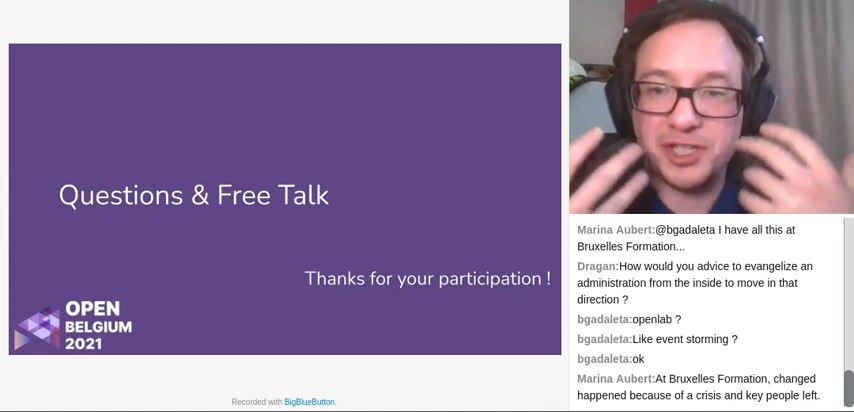 Questions & Free Talk
Thanks for your participation !
OPEN
BELGIUM
2021
Recorded with BigBlueButton.
Marina Aubert:@bgadaleta I have all this at
Bruxelles Formation...
Dragan:How would you advice to evangelize an
administration from the inside to move in that
direction ?
bgadaleta:openlab ?
bgadaleta:Like event storming ?
bgadaleta:ok
Marina Aubert:At Bruxelles Formation, changed
happened because of a crisis and key people left.